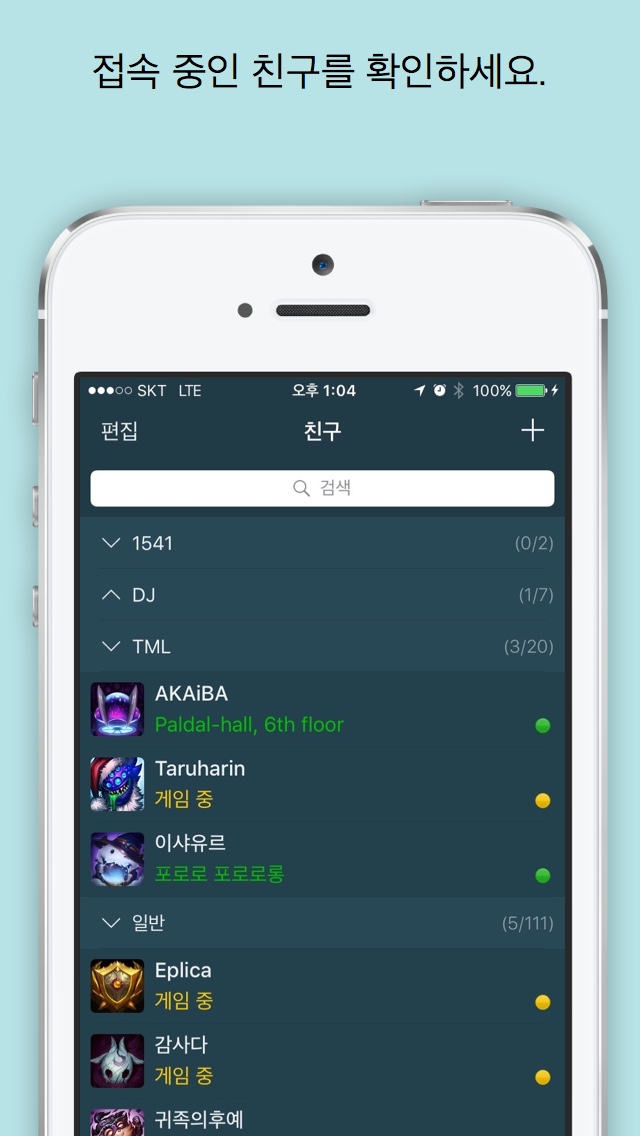 접속 중인 친구를 확인하세요.
SKT LTE 오후 1:04 100%
편집 친구
검색
1541 (0/2)
DJ (1/7)
TML (3/20)
AKAiBA
Paldal-hall, 6th floor
Taruharin
게임 중
이샤유르
포로로 포로로롱
일반 (5/111)
Eplica
게임 중
감사다
게임 중
귀족의후예